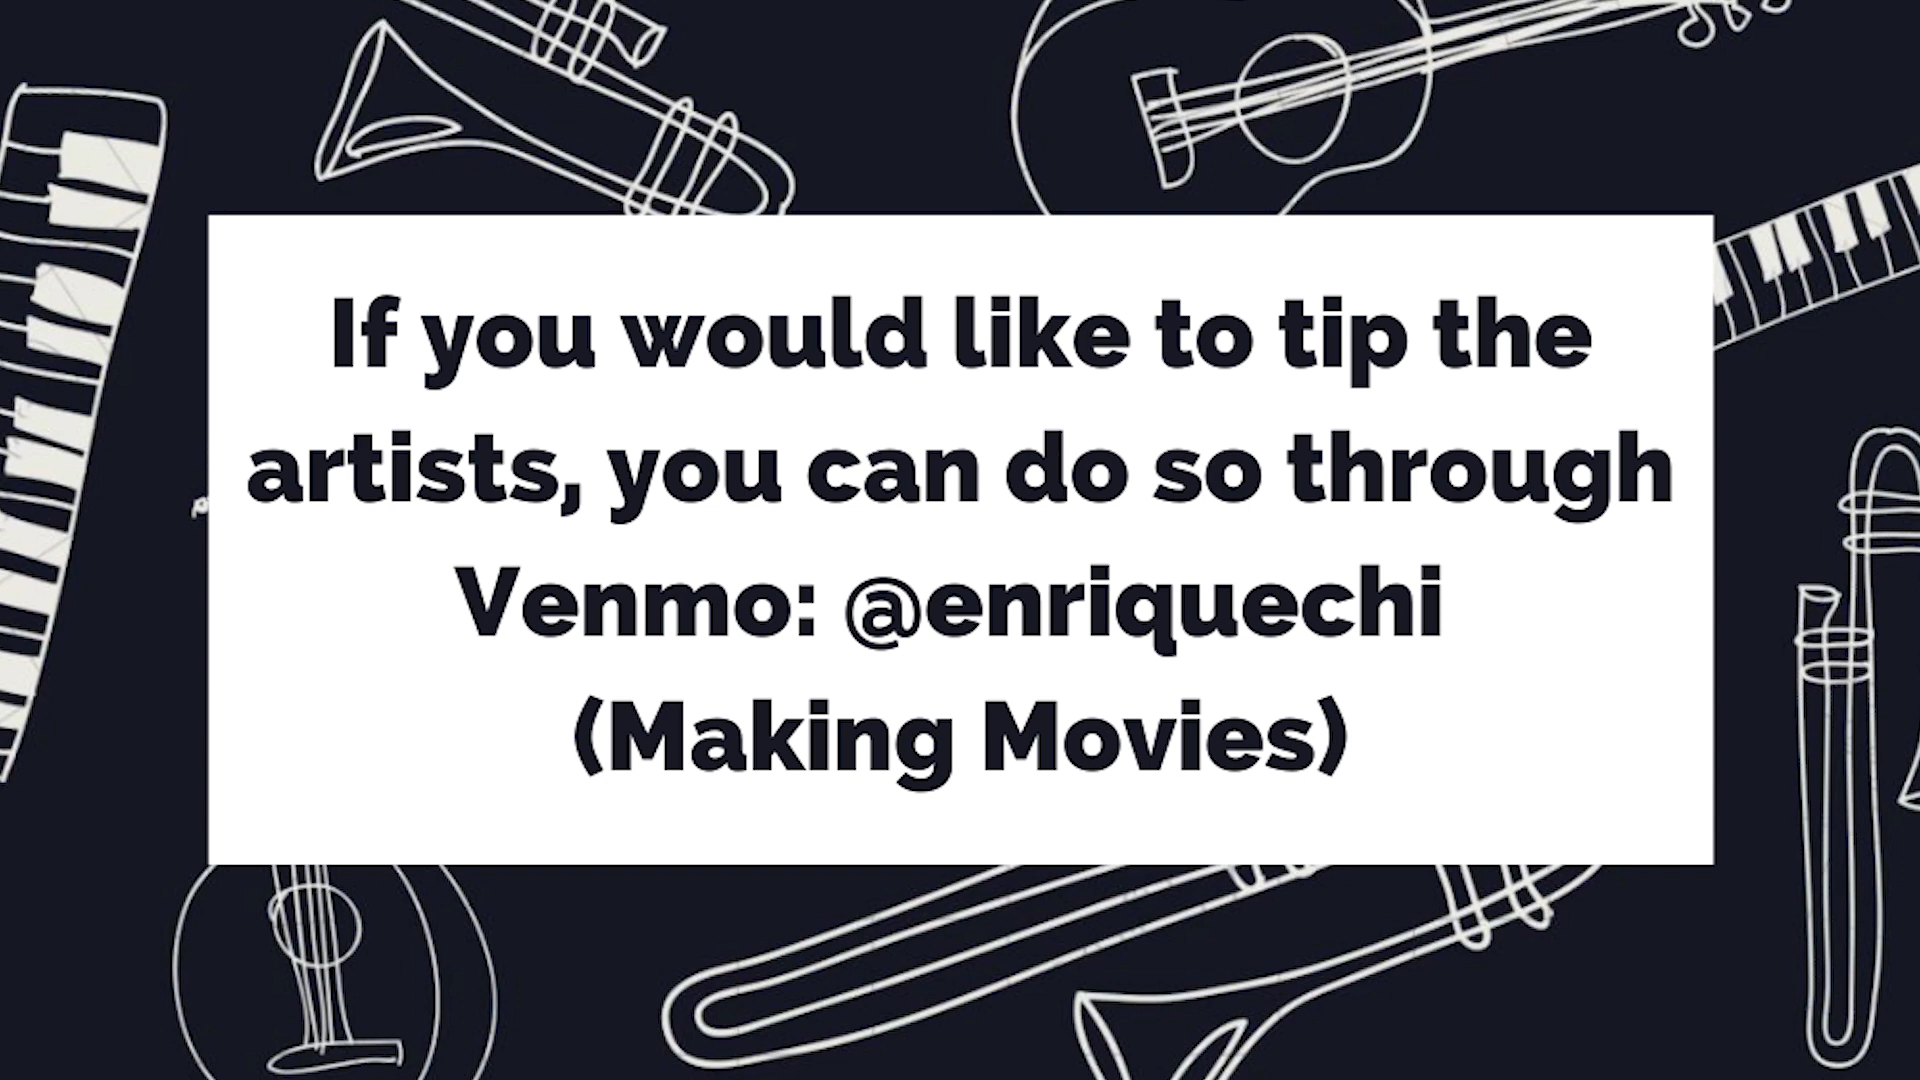 If you would like to tip the
artists, you can do so through
Venmo: @enriquechi
(Making Movies)